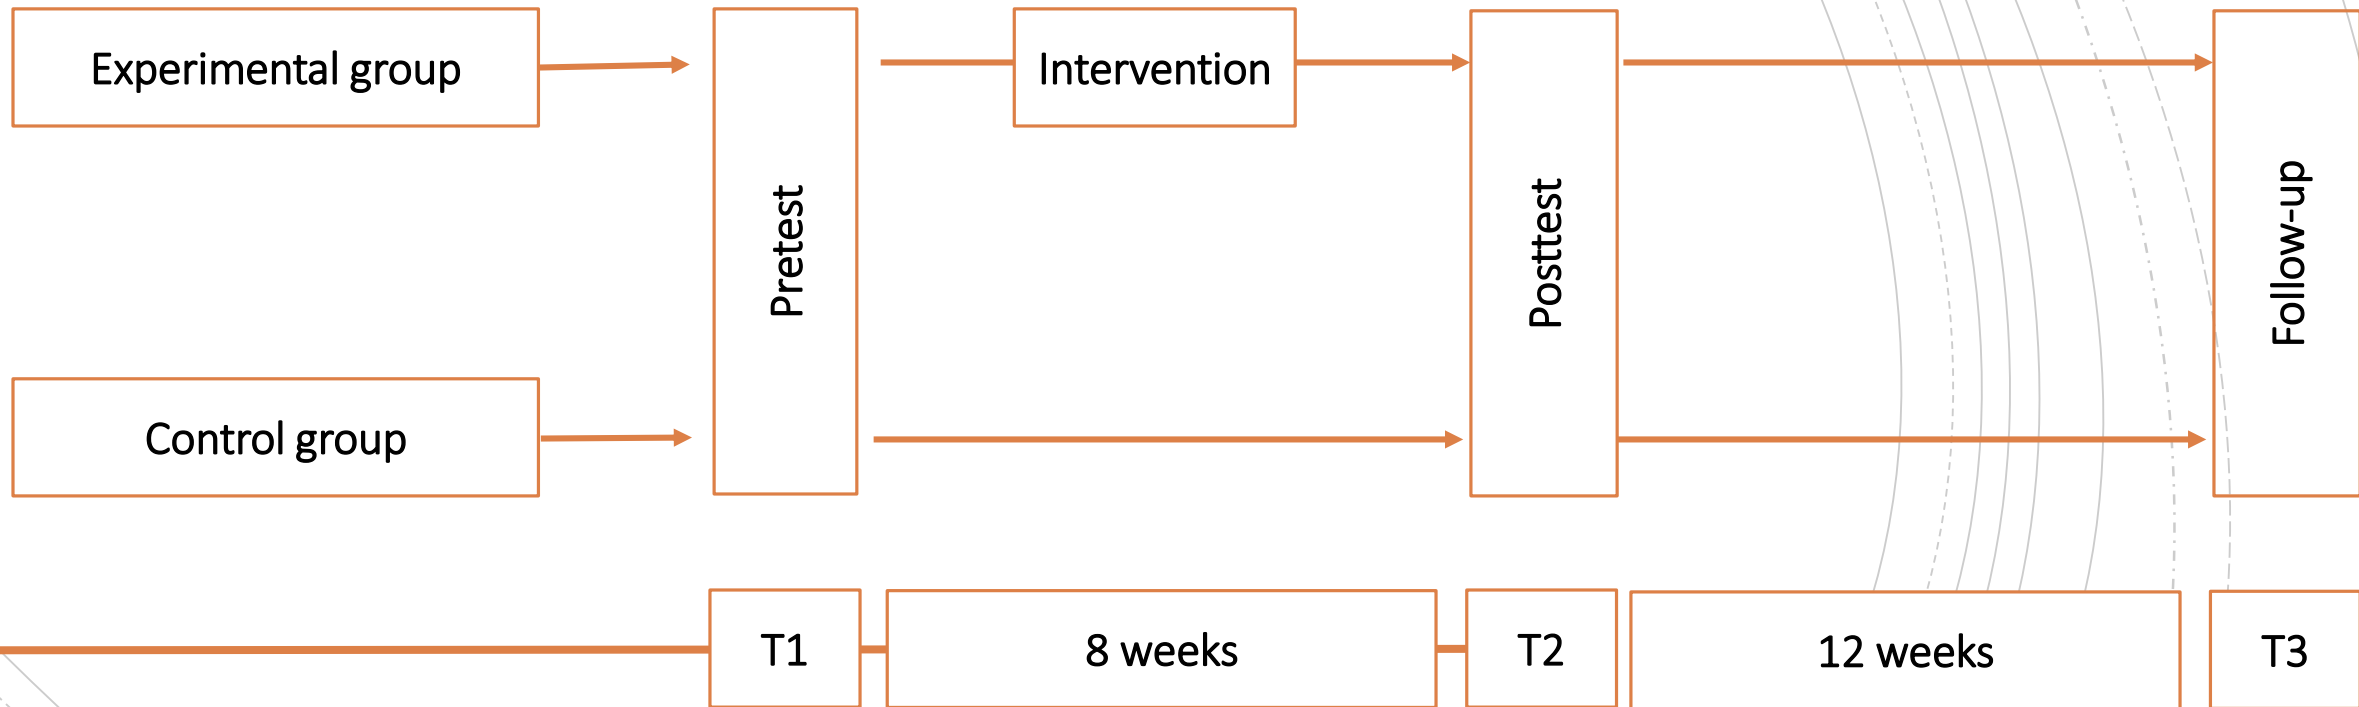 Experimental group
Pretest
Intervention
Posttest
Follow-up
Control group
T1
8 weeks
T2
12 weeks
T3